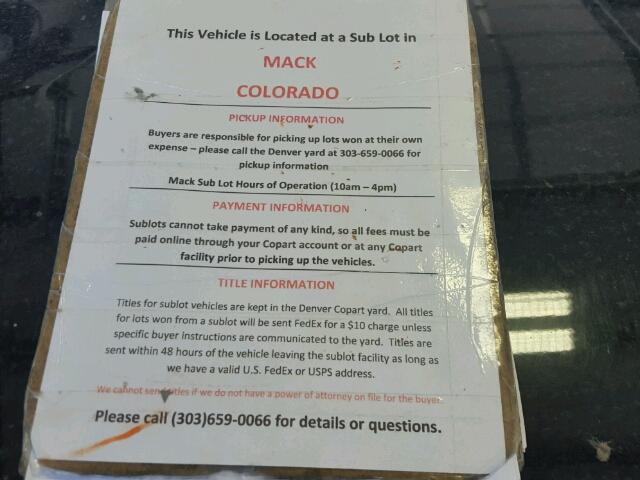 This Vehicle is Located at a Sub Lot in
MACK
COLORADO
PICKUP INFORMATION
Buyers are responsible for picking up lots won at their own
expense – please call the Denver yard at 303-659-0066 for
pickup information
Mack Sub Lot Hours of Operation (10am – 4pm)
PAYMENT INFORMATION
Sublots cannot take payment of any kind, so all fees must be
paid online through your Copart account or at any Copart
facility prior to picking up the vehicles.
TITLE INFORMATION
Titles for sublot vehicles are kept in the Denver Copart yard. All titles
for lots won from a sublot will be sent FedEx for a $10 charge unless
specific buyer instructions are communicated to the yard. Titles are
sent within 48 hours of the vehicle leaving the sublot facility as long as
we have a valid U.S. FedEx or USPS address.
We cannot send titles if we do not have a power of attorney on file for the buyer.
Please call (303)659-0066 for details or questions.